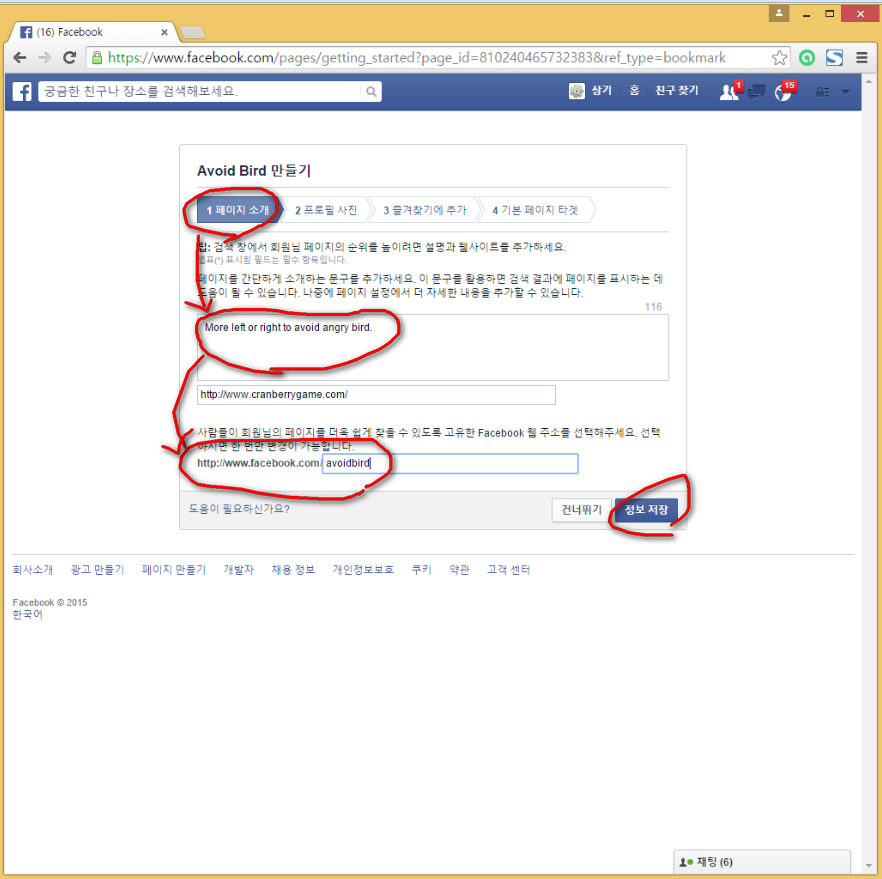 (16) Facebook
https://www.facebook.com/pages/getting_started?page_id=810240465732383&ref_type=bookmark
궁금한 친구나 장소를 검색해보세요.
상기 홈 친구 찾기 1 15
Avoid Bird 만들기
1 페이지 소개 2 프로필 사진 3 즐겨찾기에 추가 4 기본 페이지 타겟
팁: 검색 창에서 회원님 페이지의 순위를 높이려면 설명과 웹사이트를 추가하세요.
별표(*) 표시된 필드는 필수 항목입니다.
페이지를 간단하게 소개하는 문구를 추가하세요. 이 문구를 활용하면 검색 결과에 페이지를 표시하는 데
도움이 될 수 있습니다. 나중에 페이지 설정에서 더 자세한 내용을 추가할 수 있습니다.
116
More left or right to avoid angry bird.
http://www.cranberrygame.com/
사람들이 회원님의 페이지를 더욱 쉽게 찾을 수 있도록 고유한 Facebook 웹 주소를 선택해주세요. 선택
하시면 한 번만 변경이 가능합니다.
http://www.facebook.com/ avoidbird
도움이 필요하신가요? 건너뛰기 정보 저장
회사소개 광고 만들기 페이지 만들기 개발자 채용 정보 개인정보보호 쿠키 약관 고객 센터
Facebook © 2015
한국어
채팅 (6)